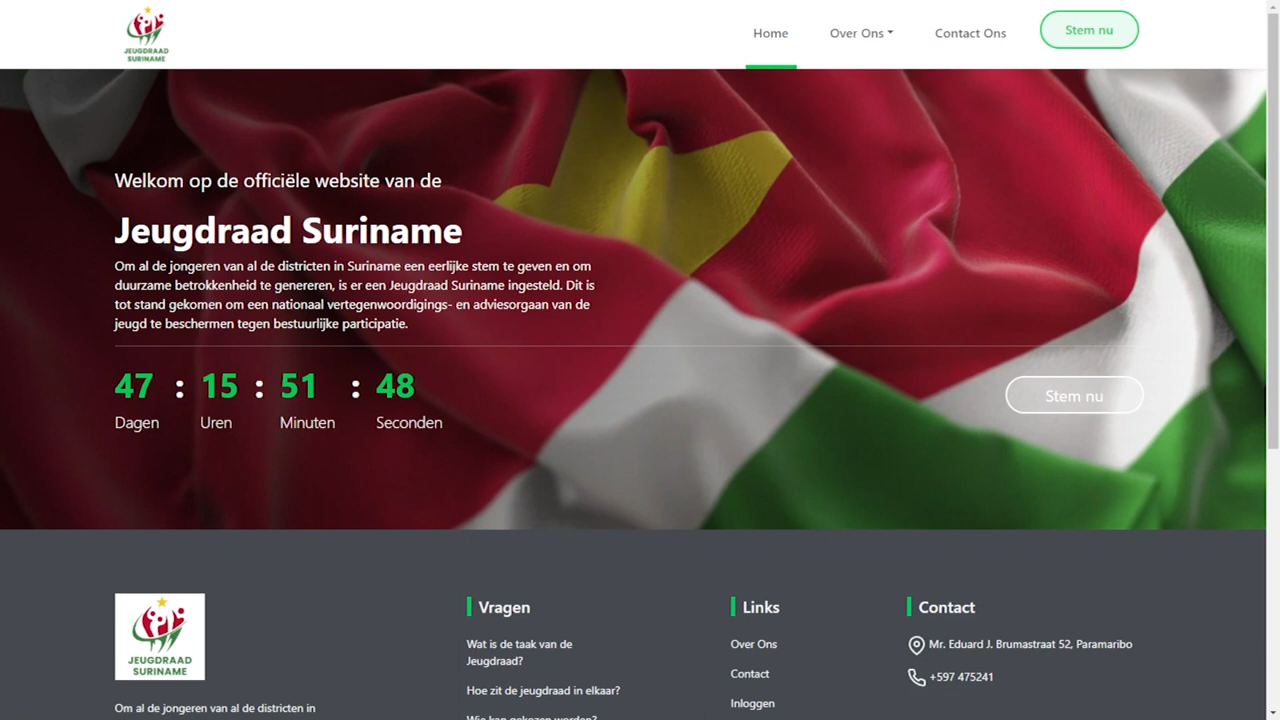 JEUGDRAAD
SURINAME
Home
Over Ons
Contact Ons
Stem nu
Welkom op de officiële website van de
Jeugdraad Suriname
Om al de jongeren van al de districten in Suriname een eerlijke stem te geven en om
duurzame betrokkenheid te genereren, is er een Jeugdraad Suriname ingesteld. Dit is
tot stand gekomen om een nationaal vertegenwoordigings- en adviesorgaan van de
jeugd te beschermen tegen bestuurlijke participatie.
47 : 15 : 51 : 48
Dagen Uren Minuten Seconden
Stem nu
JEUGDRAAD
SURINAME
Om al de jongeren van al de districten in
Vragen
Wat is de taak van de
Jeugdraad?
Hoe zit de jeugdraad in elkaar?
Wie kan gekozen worden?
Links
Over Ons
Contact
Inloggen
Contact
Mr. Eduard J. Brumastraat 52, Paramaribo
+597 475241